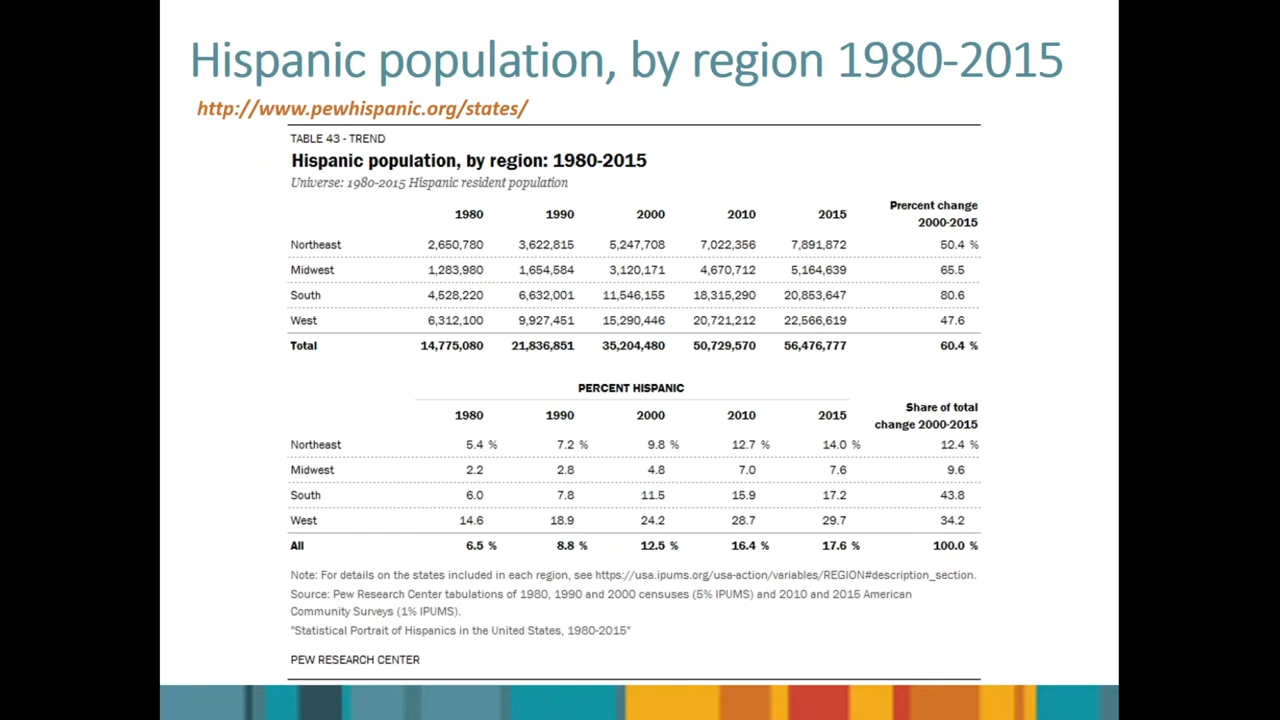 Hispanic population, by region 1980-2015
http://www.pewhispanic.org/states/
TABLE 43 - TREND
Hispanic population, by region: 1980-2015
Universe: 1980-2015 Hispanic resident population
1980 1990 2000 2010 2015 Prercent change 2000-2015
Northeast 2,650,780 3,622,815 5,247,708 7,022,356 7,891,872 50.4 %
Midwest 1,283,980 1,654,584 3,120,171 4,670,712 5,164,639 65.5
South 4,528,220 6,632,001 11,546,155 18,315,290 20,853,647 80.6
West 6,312,100 9,927,451 15,290,446 20,721,212 22,566,619 47.6
Total 14,775,080 21,836,851 35,204,480 50,729,570 56,476,777 60.4 %
PERCENT HISPANIC
1980 1990 2000 2010 2015 Share of total change 2000-2015
Northeast 5.4 % 7.2 % 9.8 % 12.7 % 14.0 % 12.4 %
Midwest 2.2 2.8 4.8 7.0 7.6 9.6
South 6.0 7.8 11.5 15.9 17.2 43.8
West 14.6 18.9 24.2 28.7 29.7 34.2
All 6.5 % 8.8 % 12.5 % 16.4 % 17.6 % 100.0 %
Note: For details on the states included in each region, see https://usa.ipums.org/usa-action/variables/REGION#description_section.
Source: Pew Research Center tabulations of 1980, 1990 and 2000 censuses (5% IPUMS) and 2010 and 2015 American
Community Surveys (1% IPUMS).
"Statistical Portrait of Hispanics in the United States, 1980-2015"
PEW RESEARCH CENTER